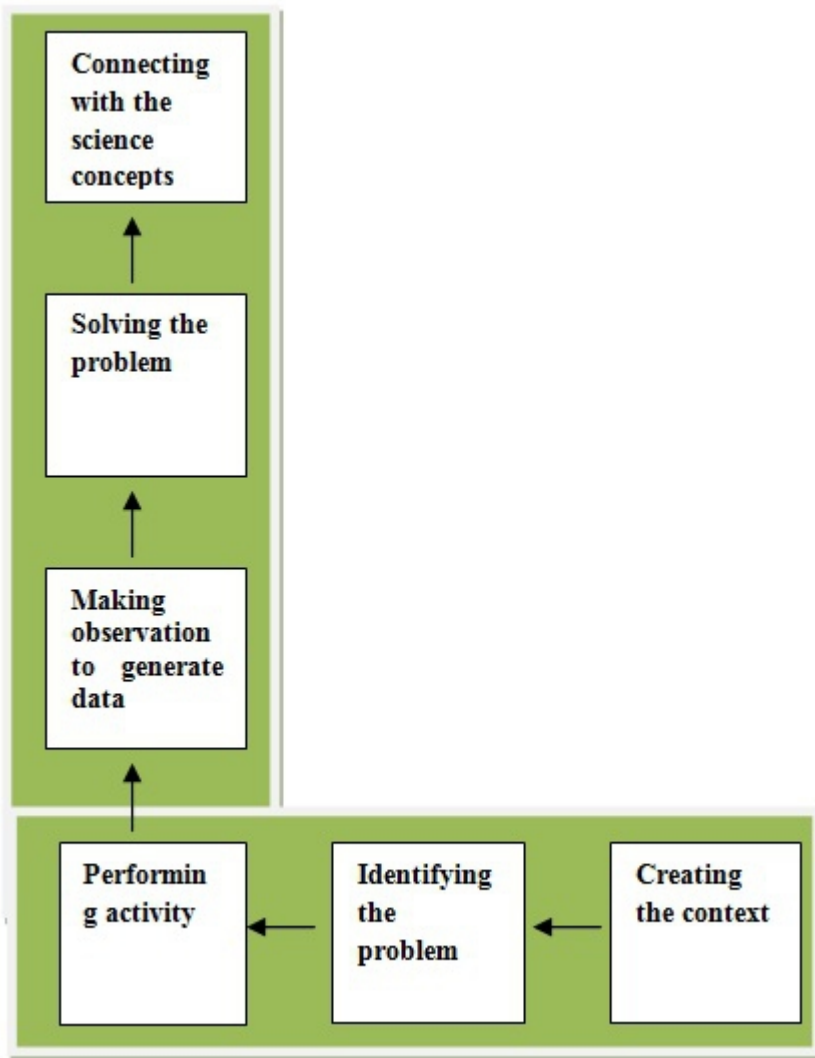 Connecting
with the
science
concepts
Solving the
problem
Making
observation
to generate
data
Performin
g activity
Identifying
the
problem
Creating
the context